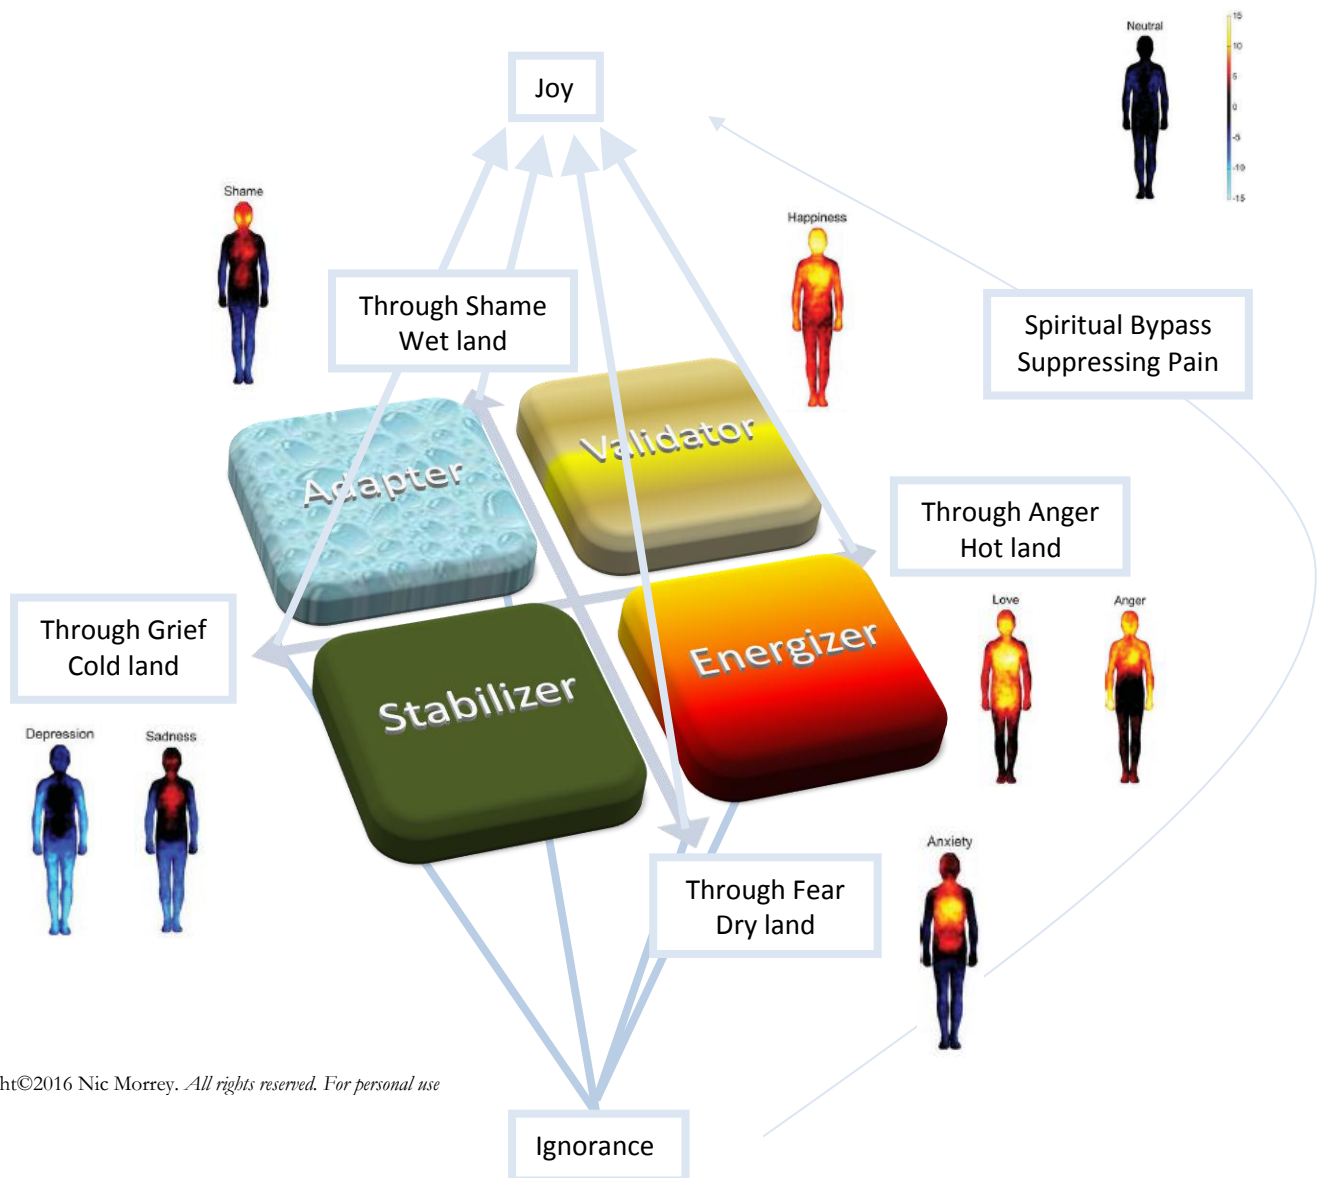 Neutral
15
10
5
0
-5
-10
-15
Joy
Shame
Happiness
Through Shame
Wet land
Spiritual Bypass
Suppressing Pain
Validator
Adapter
Through Anger
Hot land
Love
Anger
Through Grief
Cold land
Energizer
Stabilizer
Depression
Sadness
Anxiety
Through Fear
Dry land
ht©2016 Nic Morrey. All rights reserved. For personal use
Ignorance